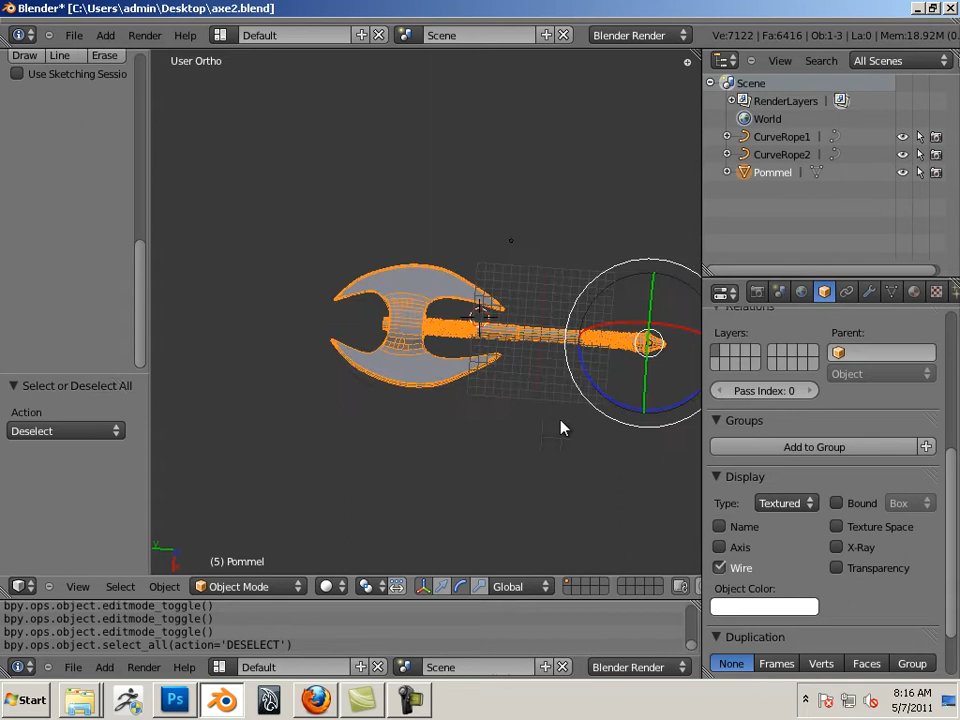 Blender* [C:\Users\admin\Desktop\axe2.blend]
File Add Render Help Default Scene Blender Render Ve:7122 | Fa:6416 | Ob:1-3 | La:0 | Mem:18.92M (0.
Draw Line Erase
Use Sketching Sessio
User Ortho
View Search All Scenes
Scene
RenderLayers
World
CurveRope1
CurveRope2
Pommel
Relations
Layers: Parent:
Object
Pass Index: 0
Select or Deselect All
Action
Deselect
Groups
Add to Group
Display
Type: Textured Bound Box
Name Texture Space
Axis X-Ray
Wire Transparency
Object Color:
Duplication
None Frames Verts Faces Group
y
(5) Pommel
View Select Object Object Mode Global
bpy.ops.object.editmode_toggle()
bpy.ops.object.editmode_toggle()
bpy.ops.object.editmode_toggle()
bpy.ops.object.select_all(action='DESELECT')
File Add Render Help Default Scene Blender Render
Start Ps 8:16 AM
5/7/2011